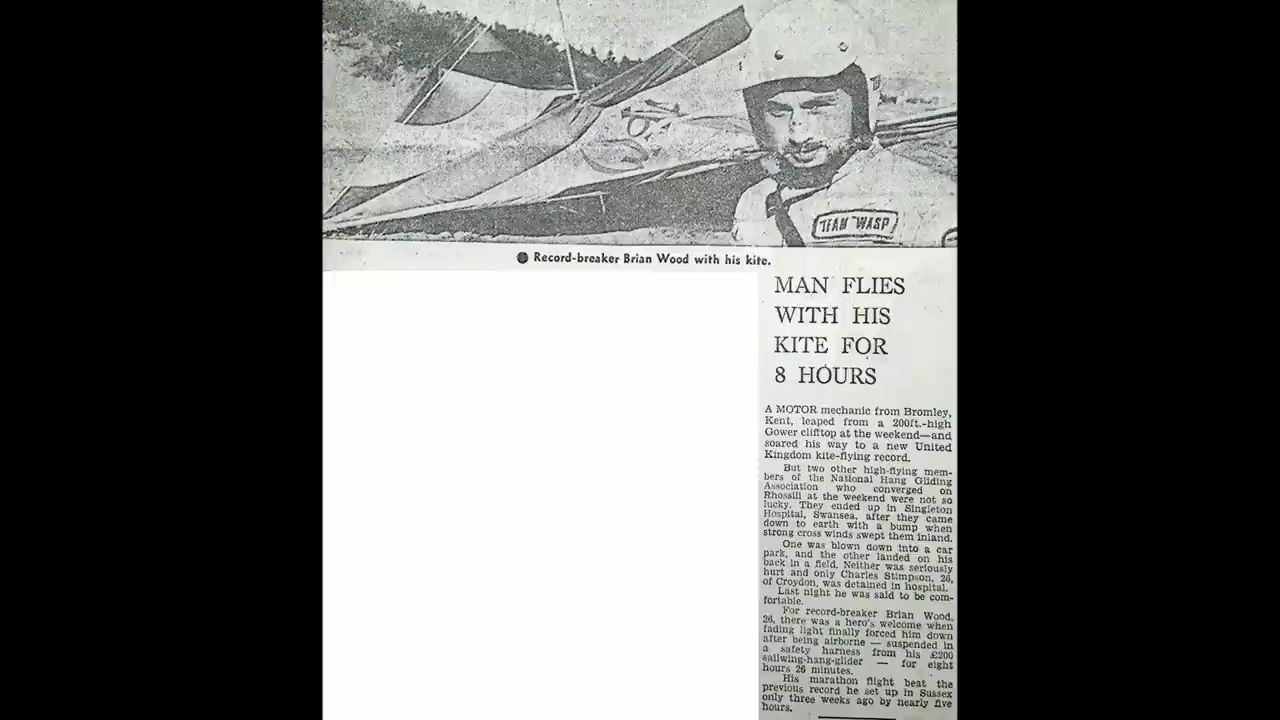 TEAM WASP
● Record-breaker Brian Wood with his kite.
MAN FLIES
WITH HIS
KITE FOR
8 HOURS
A MOTOR mechanic from Bromley,
Kent, leaped from a 200ft.-high
Gower clifftop at the weekend—and
soared his way to a new United
Kingdom kite-flying record.
But two other high-flying mem-
bers of the National Hang Gliding
Association who converged on
Rhossili at the weekend were not so
lucky. They ended up in Singleton
Hospital, Swansea, after they came
down to earth with a bump when
strong cross winds swept them inland.
One was blown down into a car
park, and the other landed on his
back in a field. Neither was seriously
hurt and only Charles Stimpson, 26,
of Croydon, was detained in hospital.
Last night he was said to be com-
fortable.
For record-breaker Brian Wood,
26, there was a hero's welcome when
fading light finally forced him down
after being airborne — suspended in
a safety harness from his £200
sailwing-hang-glider — for eight
hours 26 minutes.
His marathon flight beat the
previous record he set up in Sussex
only three weeks ago by nearly five
hours.